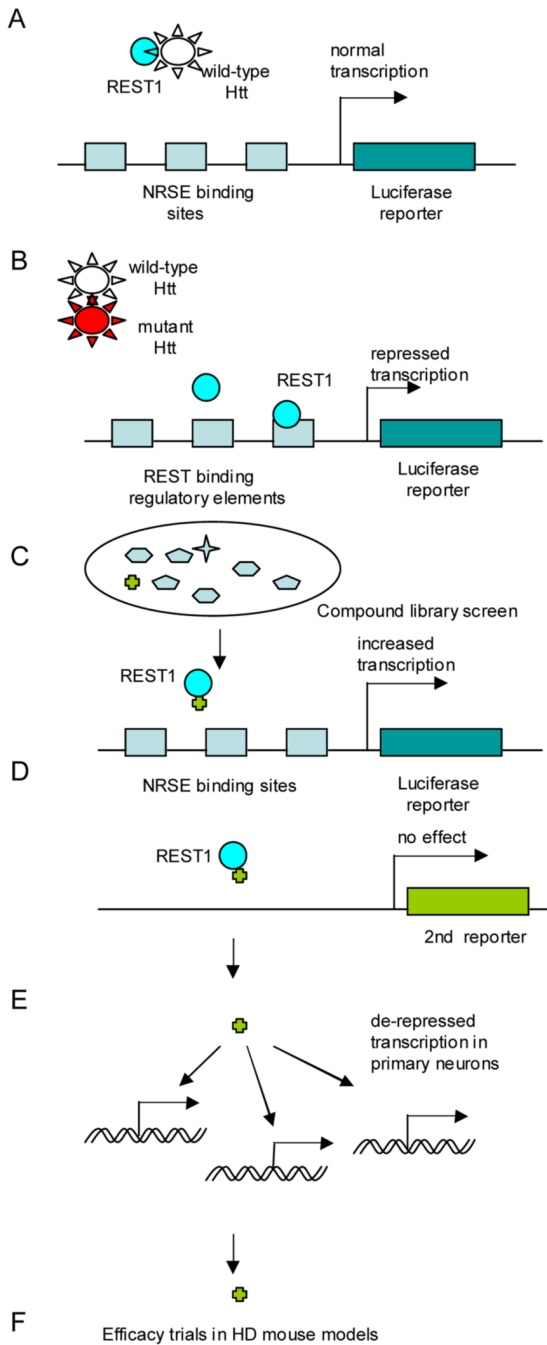 A
REST1
wild-type
Htt
normal
transcription
NRSE binding
sites
Luciferase
reporter
B
wild-type
Htt
mutant
Htt
REST1
repressed
transcription
REST binding
regulatory elements
Luciferase
reporter
C
Compound library screen
REST1
increased
transcription
NRSE binding sites
Luciferase
reporter
D
REST1
no effect
2nd reporter
E
de-repressed
transcription in
primary neurons
F
Efficacy trials in HD mouse models